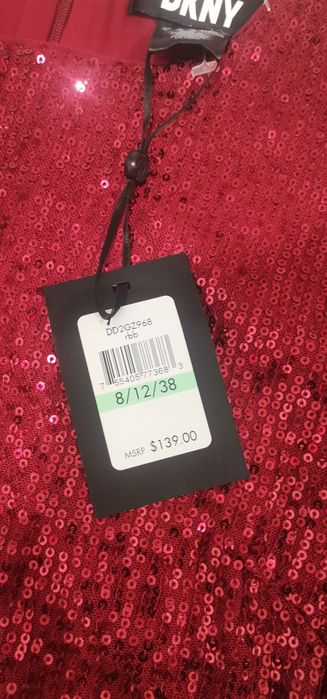 DKNY
DD2GZ968
rbb
7 55405 77368 3
8/12/38
MSRP $139.00